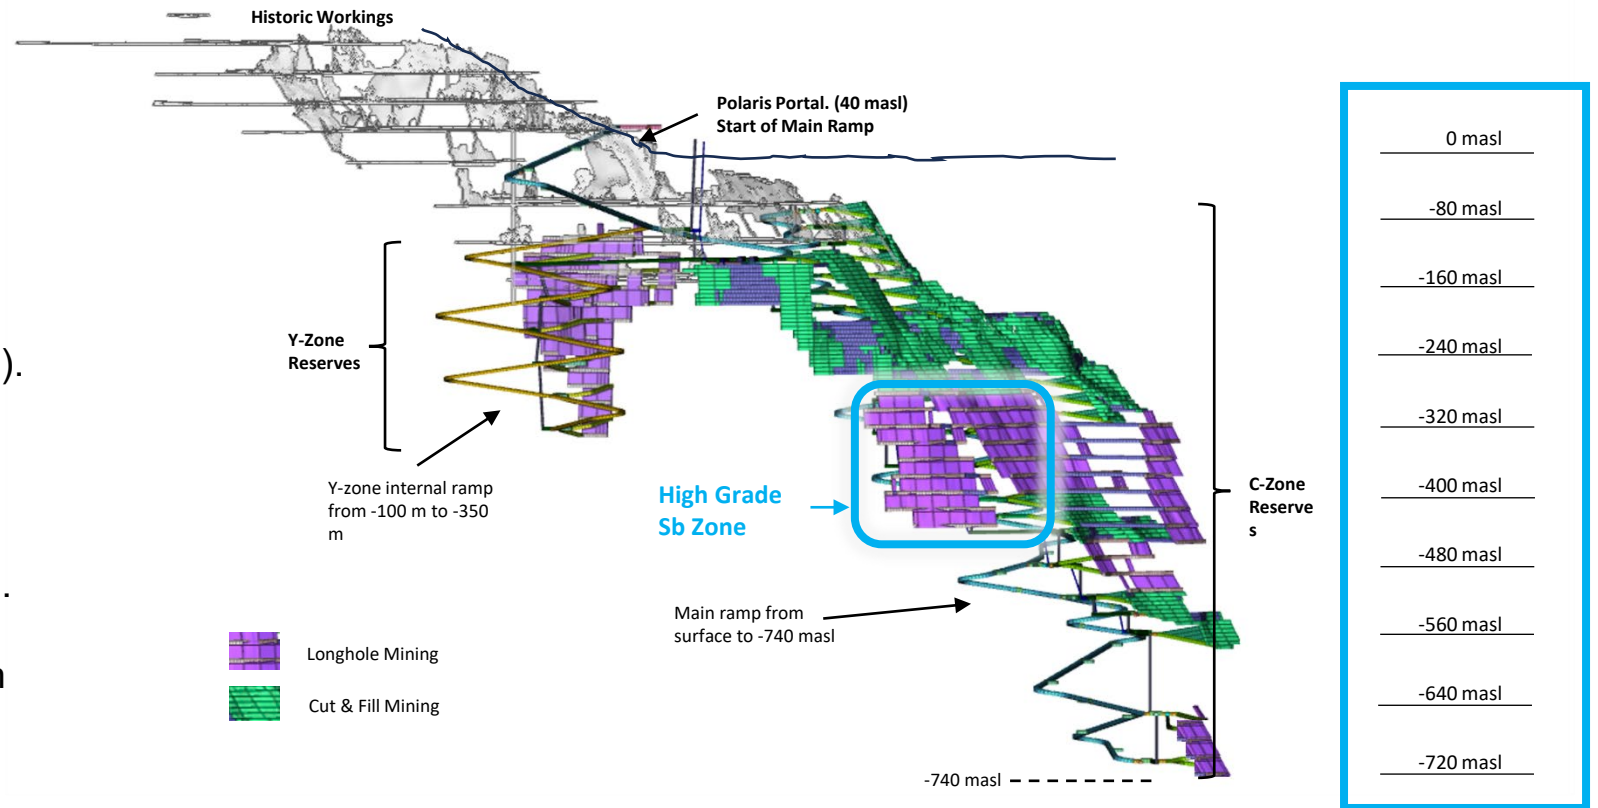 Historic Workings
Polaris Portal. (40 masl)
Start of Main Ramp
Y-Zone
Reserves
Y-zone internal ramp
from -100 m to -350
m
High Grade
Sb Zone
C-Zone
Reserve
s
Main ramp from
surface to -740 masl
-740 masl
Longhole Mining
Cut & Fill Mining
0 masl
-80 masl
-160 masl
-240 masl
-320 masl
-400 masl
-480 masl
-560 masl
-640 masl
-720 masl
).
.